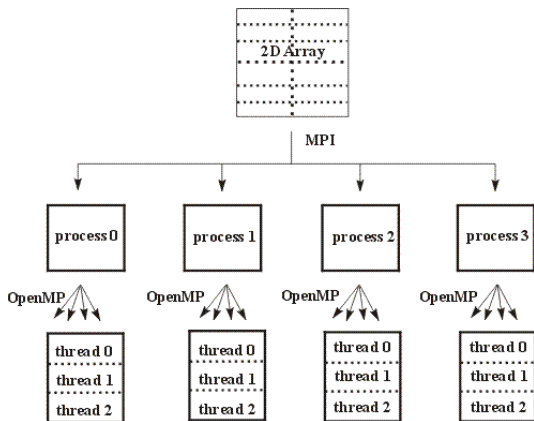 2D Array
MPI
process 0
process 1
process 2
process 3
OpenMP
OpenMP
OpenMP
OpenMP
thread 0
thread 1
thread 2
thread 0
thread 1
thread 2
thread 0
thread 1
thread 2
thread 0
thread 1
thread 2